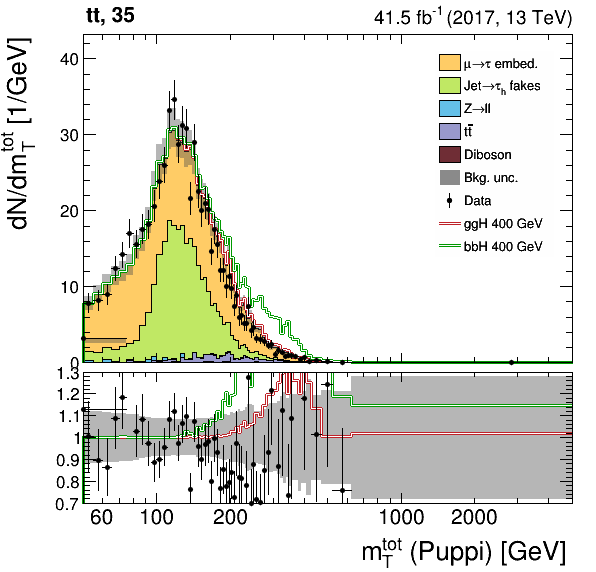 tt, 35
41.5 fb⁻¹ (2017, 13 TeV)
dN/dm_T^tot [1/GeV]
40
30
20
10
0
μ→τ embed.
Jet→τ_h fakes
Z→ll
tt̄
Diboson
Bkg. unc.
Data
ggH 400 GeV
bbH 400 GeV
1.3
1.2
1.1
1
0.9
0.8
0.7
60 100 200 1000 2000
m_T^tot (Puppi) [GeV]